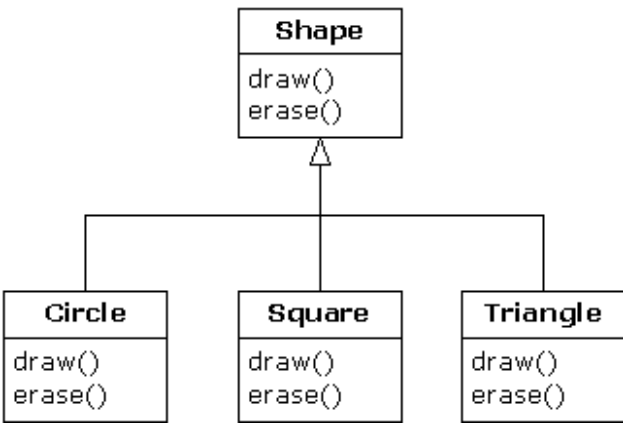 Shape
draw()
erase()
Circle
draw()
erase()
Square
draw()
erase()
Triangle
draw()
erase()